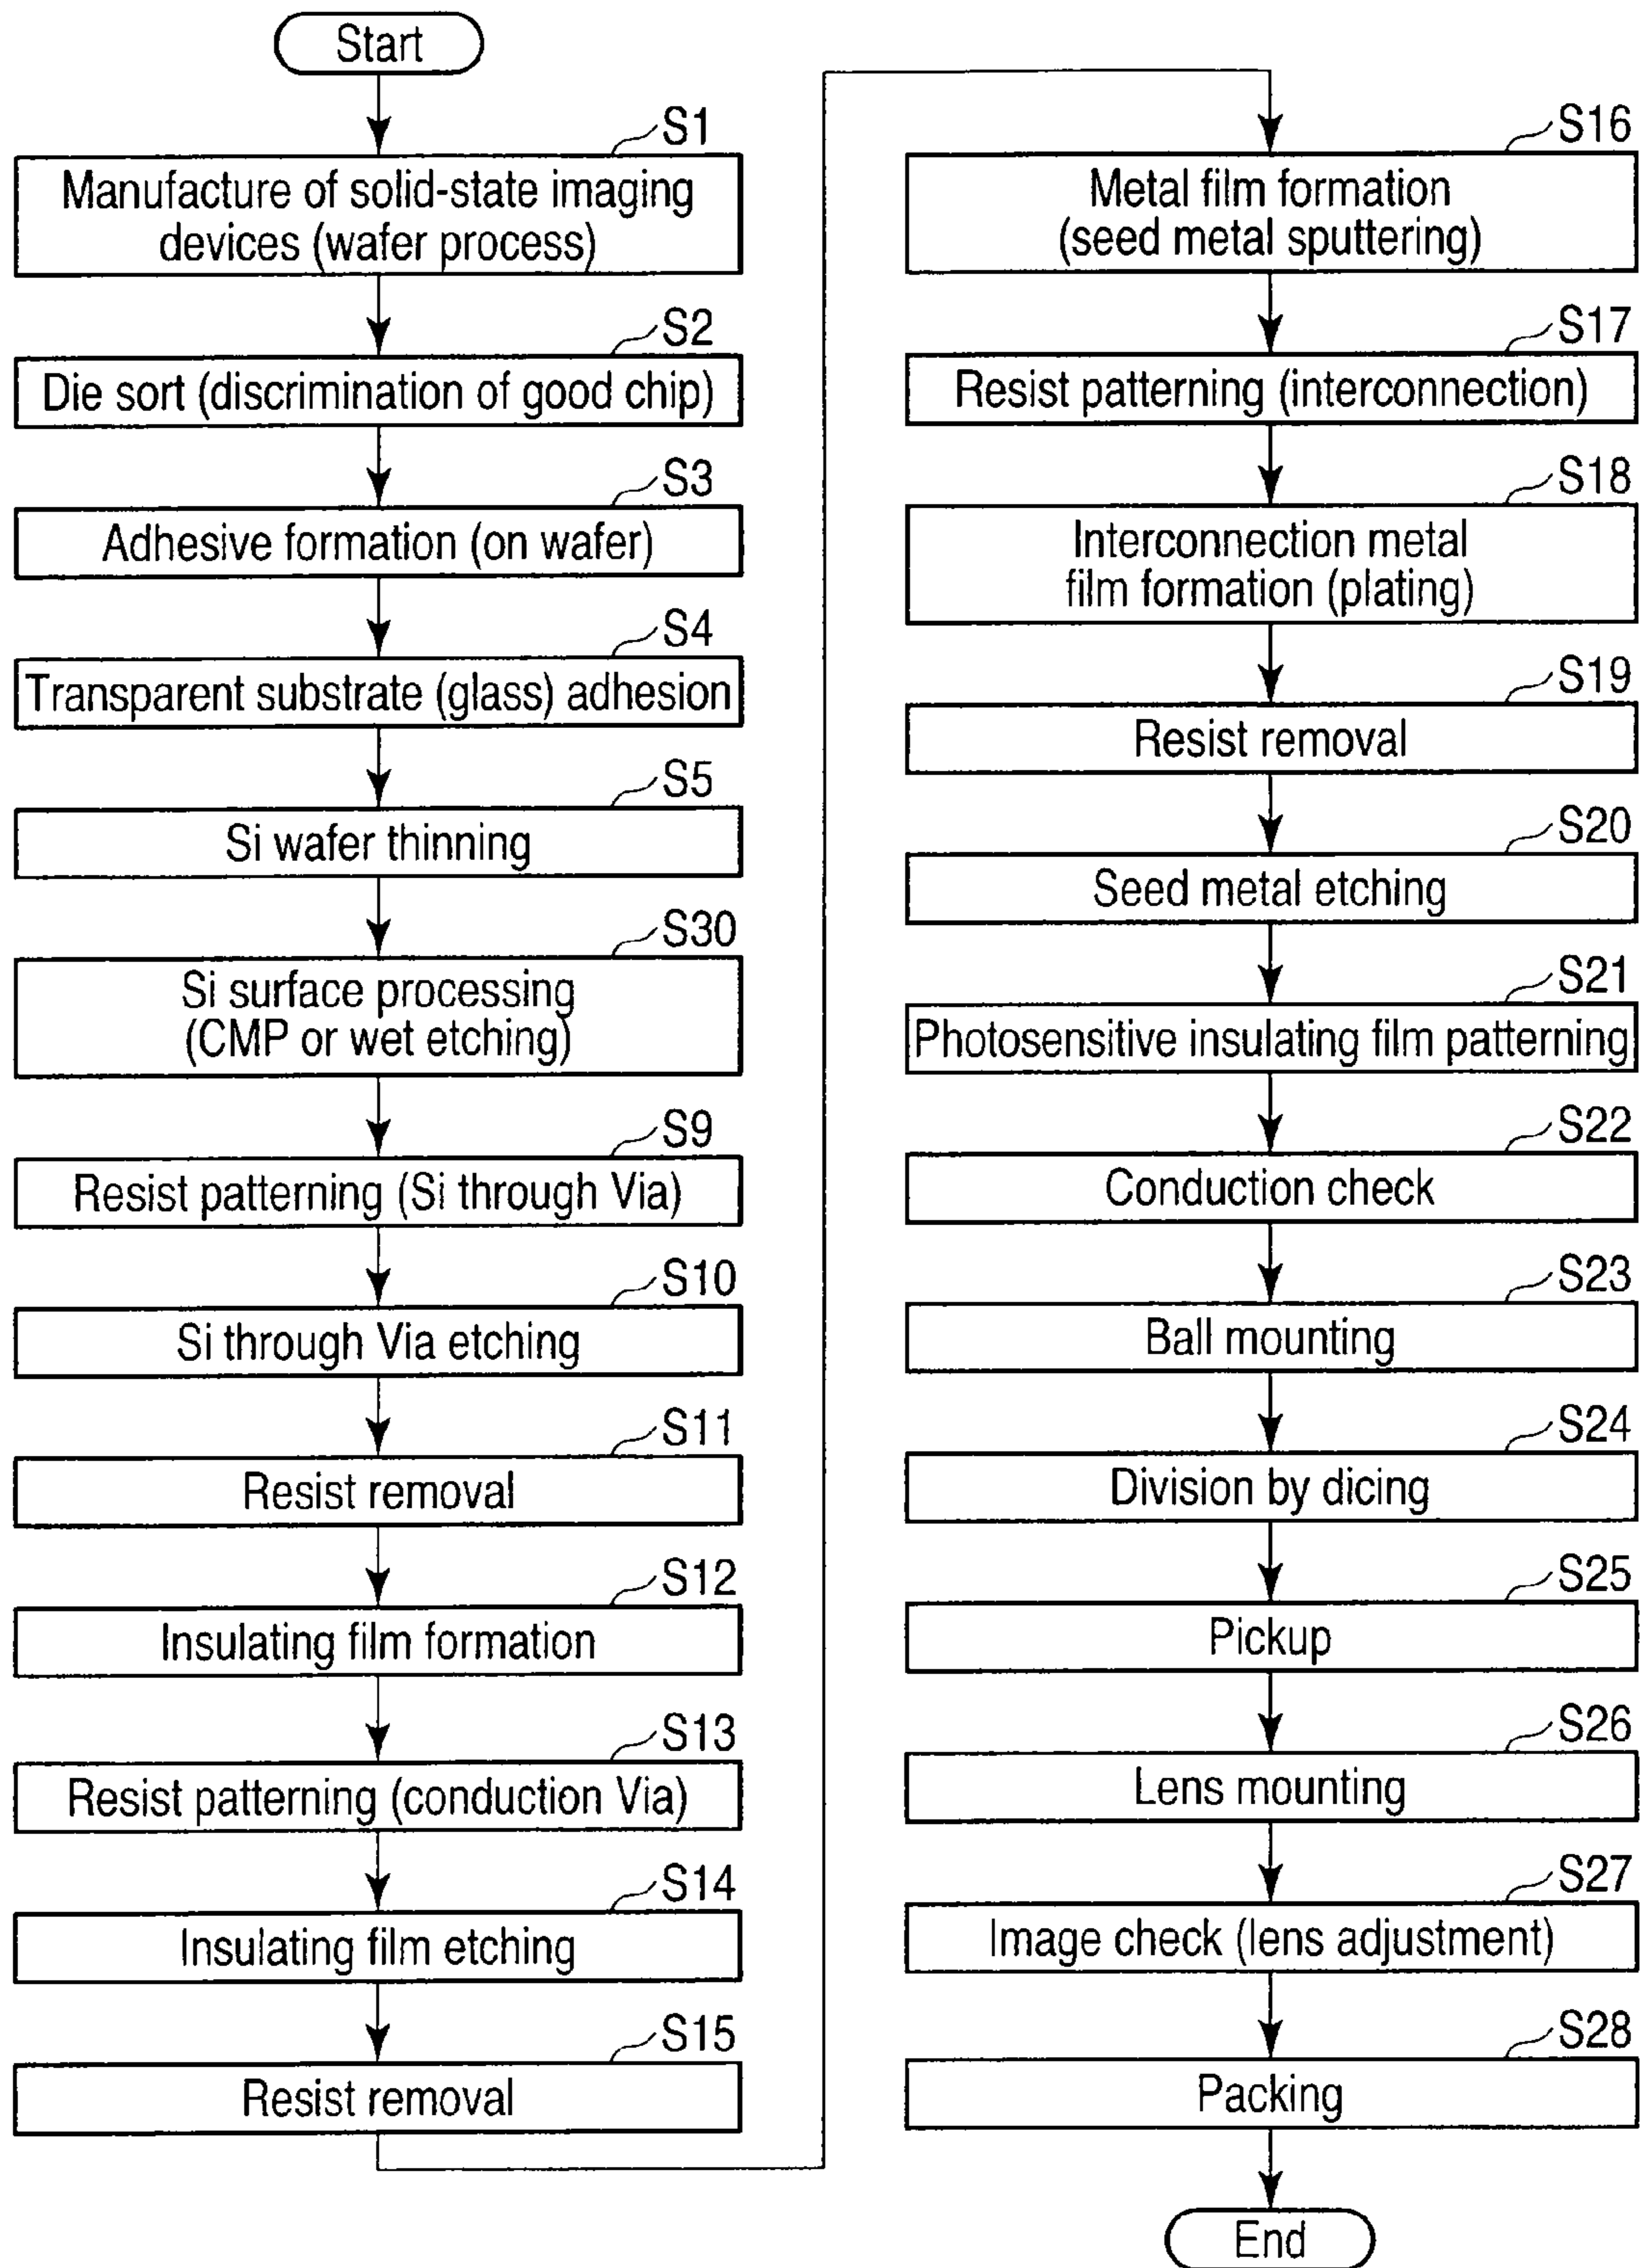 Start
S1
Manufacture of solid-state imaging
devices (wafer process)
S2
Die sort (discrimination of good chip)
S3
Adhesive formation (on wafer)
S4
Transparent substrate (glass) adhesion
S5
Si wafer thinning
S30
Si surface processing
(CMP or wet etching)
S9
Resist patterning (Si through Via)
S10
Si through Via etching
S11
Resist removal
S12
Insulating film formation
S13
Resist patterning (conduction Via)
S14
Insulating film etching
S15
Resist removal
S16
Metal film formation
(seed metal sputtering)
S17
Resist patterning (interconnection)
S18
Interconnection metal
film formation (plating)
S19
Resist removal
S20
Seed metal etching
S21
Photosensitive insulating film patterning
S22
Conduction check
S23
Ball mounting
S24
Division by dicing
S25
Pickup
S26
Lens mounting
S27
Image check (lens adjustment)
S28
Packing
End